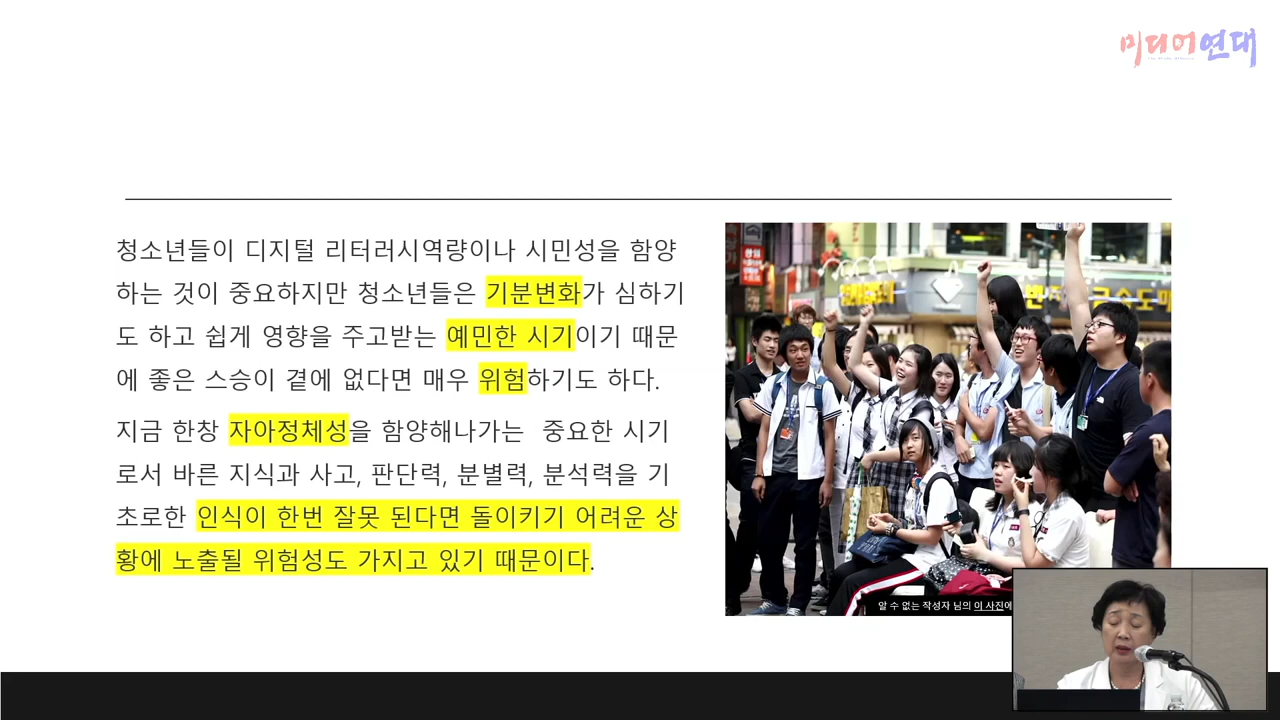 미디어연대
청소년들이 디지털 리터러시역량이나 시민성을 함양
하는 것이 중요하지만 청소년들은 기분변화가 심하기
도 하고 쉽게 영향을 주고받는 예민한 시기이기 때문
에 좋은 스승이 곁에 없다면 매우 위험하기도 하다.
지금 한창 자아정체성을 함양해나가는 중요한 시기
로서 바른 지식과 사고, 판단력, 분별력, 분석력을 기
초로한 인식이 한번 잘못 된다면 돌이키기 어려운 상
황에 노출될 위험성도 가지고 있기 때문이다.
알 수 없는 작성자 님의 이 사진에